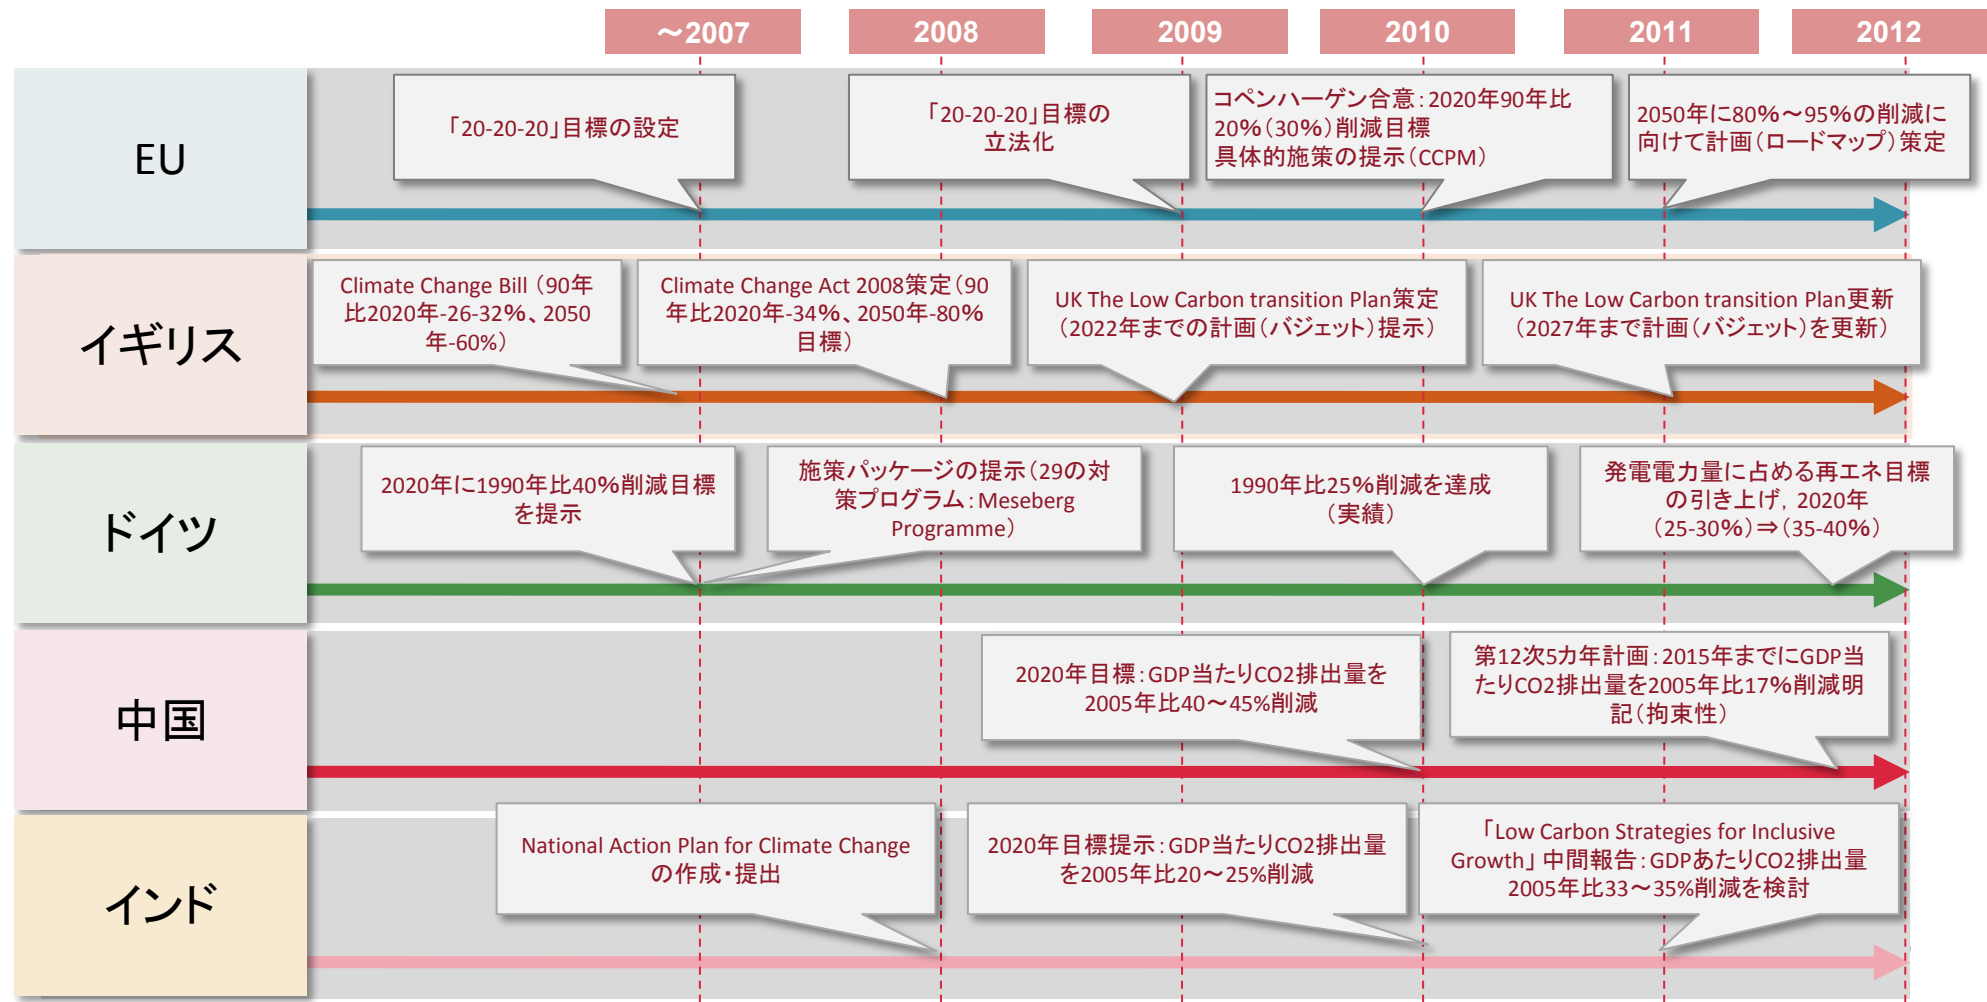 ～2007
2008
2009
2010
2011
2012
EU
「20-20-20」目標の設定
「20-20-20」目標の
立法化
コペンハーゲン合意：2020年90年比
20%（30%）削減目標
具体的施策の提示（CCPM）
2050年に80%～95%の削減に
向けて計画（ロードマップ）策定
イギリス
Climate Change Bill（90年
比2020年-26-32%、2050
年-60%）
Climate Change Act 2008策定（90
年比2020年-34%、2050年-80%
目標）
UK The Low Carbon transition Plan策定
（2022年までの計画（バジェット）提示）
UK The Low Carbon transition Plan更新
（2027年まで計画（バジェット）を更新）
ドイツ
2020年に1990年比40%削減目標
を提示
施策パッケージの提示（29の対
策プログラム：Meseberg
Programme）
1990年比25%削減を達成
（実績）
発電電力量に占める再エネ目標
の引き上げ，2020年
（25-30%）⇒（35-40%）
中国
2020年目標：GDP当たりCO2排出量を
2005年比40～45%削減
第12次5カ年計画：2015年までにGDP当
たりCO2排出量を2005年比17%削減明
記（拘束性）
インド
National Action Plan for Climate Change
の作成・提出
2020年目標提示：GDP当たりCO2排出量
を2005年比20～25%削減
「Low Carbon Strategies for Inclusive
Growth」中間報告：GDPあたりCO2排出量
2005年比33～35%削減を検討